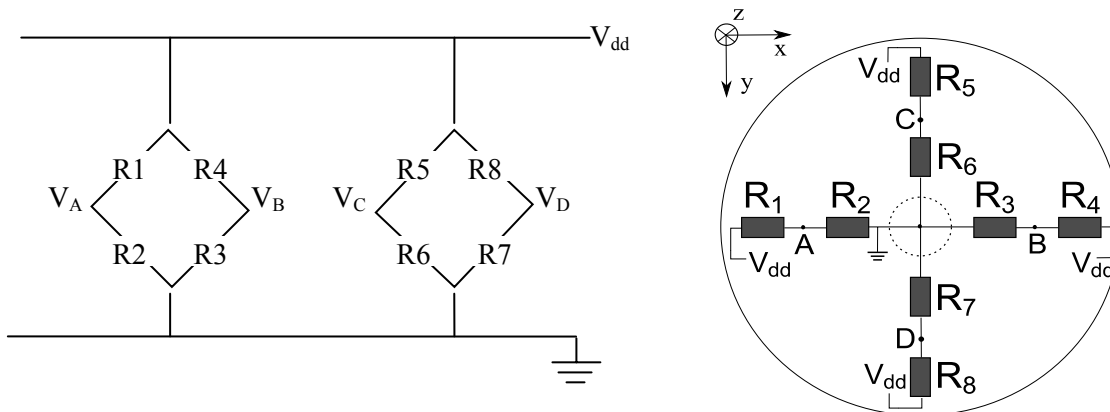 V_dd
R1 R4
V_A V_B
R2 R3
R5 R8
V_C V_D
R6 R7
z
x
y
V_dd
R_5
C
R_6
R_1 R_2 R_3 R_4
A B
V_dd V_dd
R_7
D
V_dd
R_8